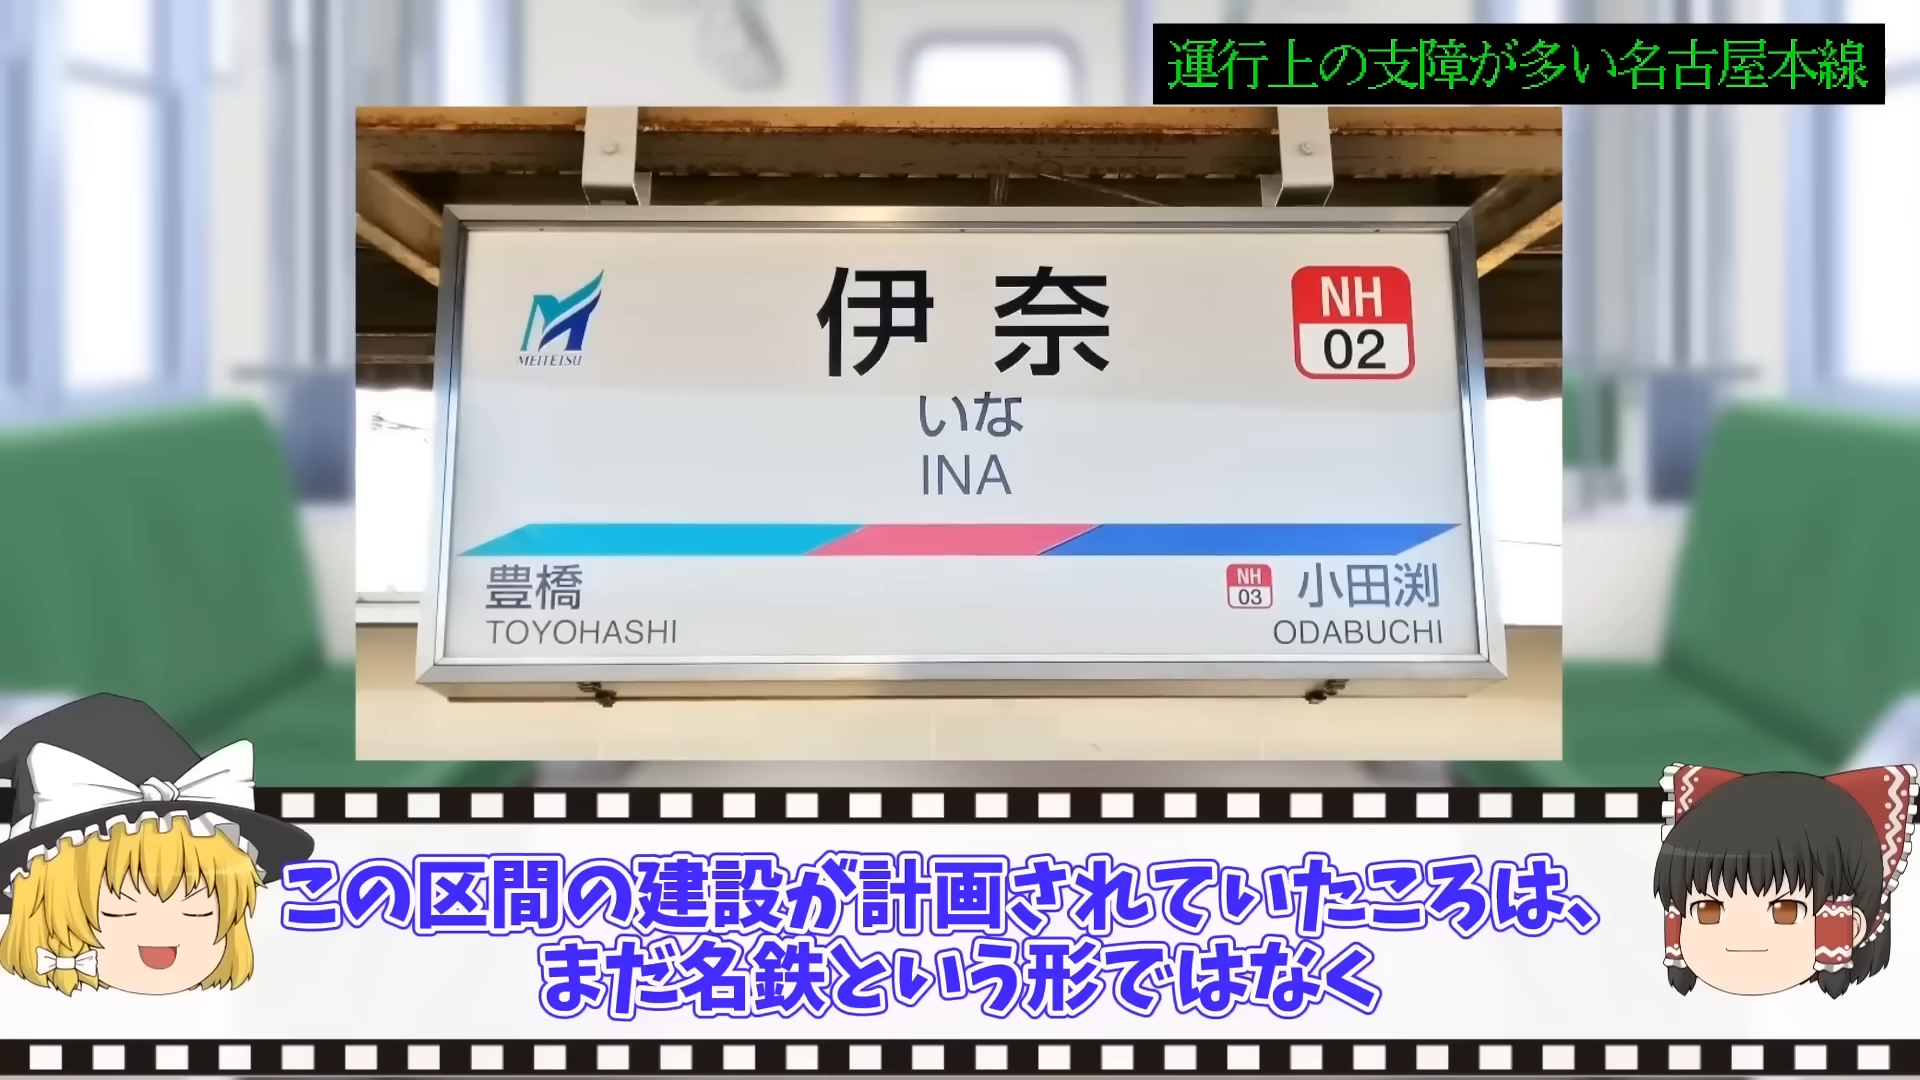 運行上の支障が多い名古屋本線
MEITETSU
伊奈
NH
02
いな
INA
豊橋
TOYOHASHI
NH
03
小田渕
ODABUCHI
この区間の建設が計画されていたころは、
まだ名鉄という形ではなく